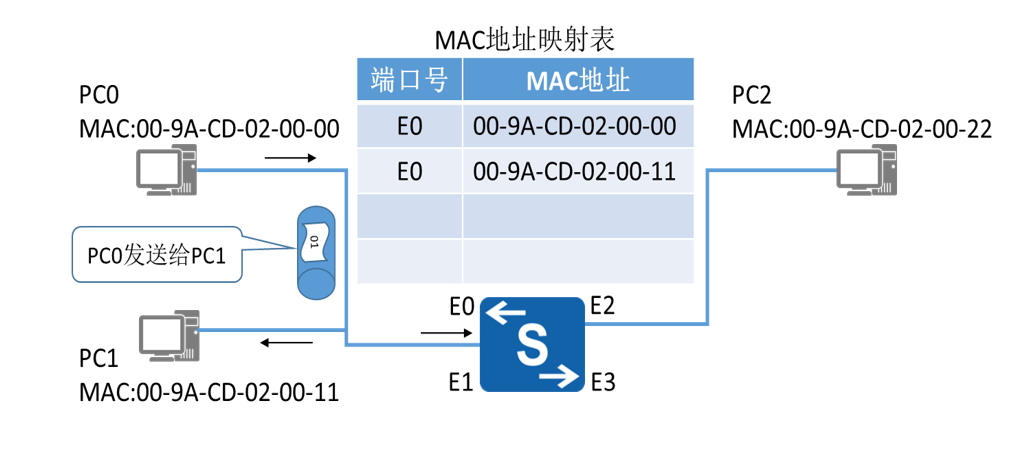 MAC地址映射表
端口号 MAC地址
E0 00-9A-CD-02-00-00
E0 00-9A-CD-02-00-11
PC0
MAC:00-9A-CD-02-00-00
PC2
MAC:00-9A-CD-02-00-22
01
PC0发送给PC1
E0
E2
S
E1
E3
PC1
MAC:00-9A-CD-02-00-11